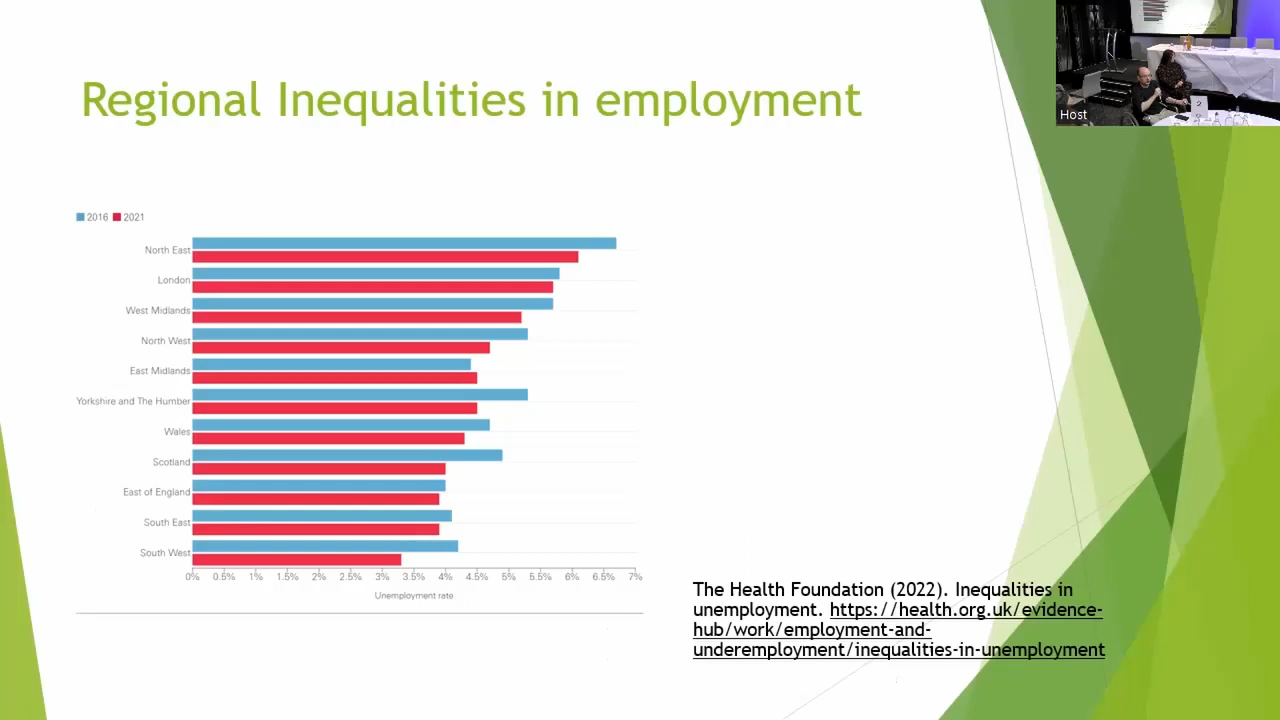 Regional Inequalities in employment
Host
2016 2021
North East
London
West Midlands
North West
East Midlands
Yorkshire and The Humber
Wales
Scotland
East of England
South East
South West
0% 0.5% 1% 1.5% 2% 2.5% 3% 3.5% 4% 4.5% 5% 5.5% 6% 6.5% 7%
Unemployment rate
The Health Foundation (2022). Inequalities in
unemployment. https://health.org.uk/evidence-
hub/work/employment-and-
underemployment/inequalities-in-unemployment